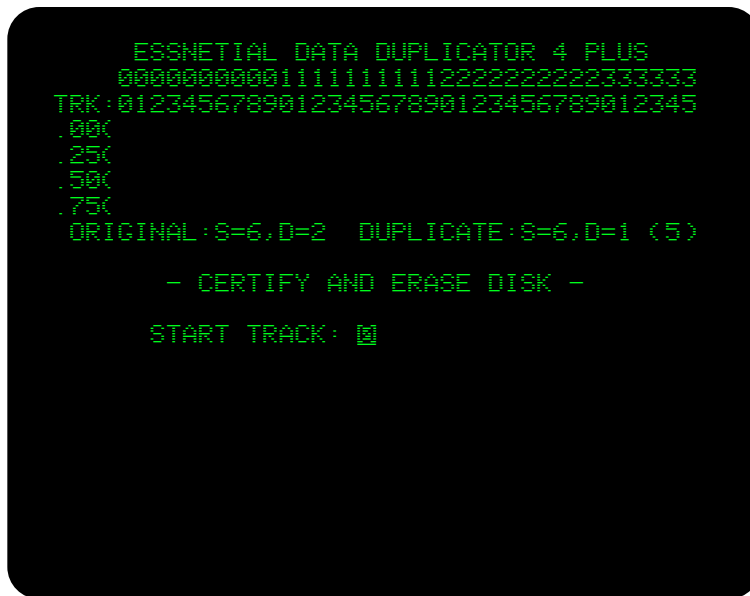 ESSNETIAL DATA DUPLICATOR 4 PLUS
000000000011111111112222222222333333
TRK:012345678901234567890123456789012345
.00(
.25(
.50(
.75(
ORIGINAL:S=6,D=2 DUPLICATE:S=6,D=1 (5)
- CERTIFY AND ERASE DISK -
START TRACK: 0